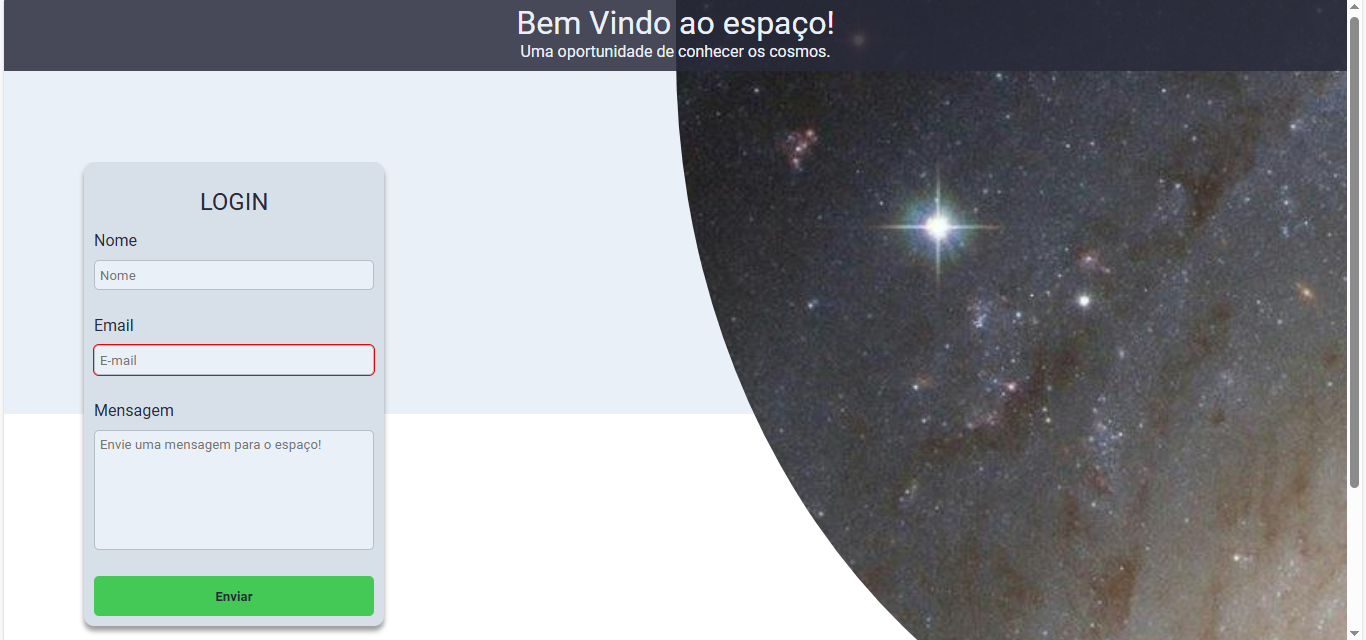 Bem Vindo ao espaço!
Uma oportunidade de conhecer os cosmos.
LOGIN
Nome
Nome
Email
E-mail
Mensagem
Envie uma mensagem para o espaço!
Enviar